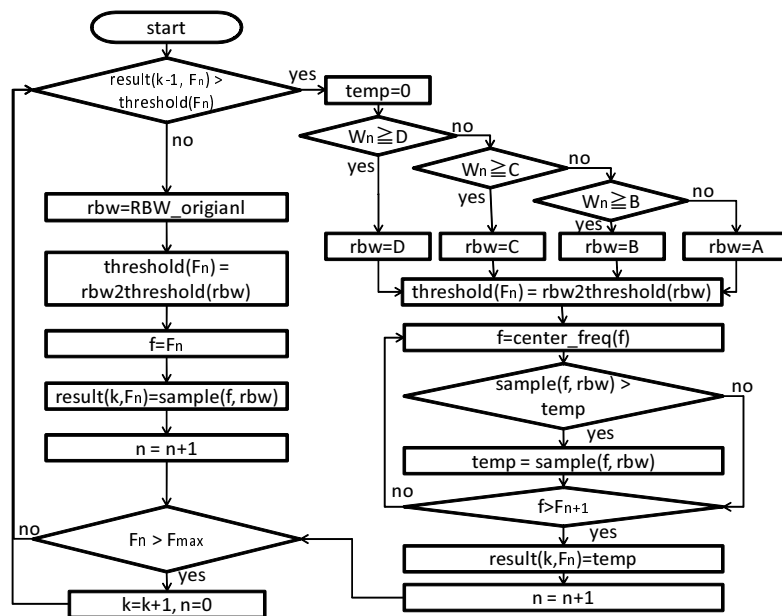 start
result(k-1, Fn) >
threshold(Fn)
yes
no
temp=0
Wn≧D
no
yes
Wn≧C
no
yes
Wn≧B
no
yes
rbw=D
rbw=C
rbw=B
rbw=A
threshold(Fn) = rbw2threshold(rbw)
f=center_freq(f)
sample(f, rbw) >
temp
no
yes
temp = sample(f, rbw)
no
f>Fn+1
yes
result(k,Fn)=temp
n = n+1
rbw=RBW_origianl
threshold(Fn) =
rbw2threshold(rbw)
f=Fn
result(k,Fn)=sample(f, rbw)
n = n+1
no
Fn > Fmax
yes
k=k+1, n=0